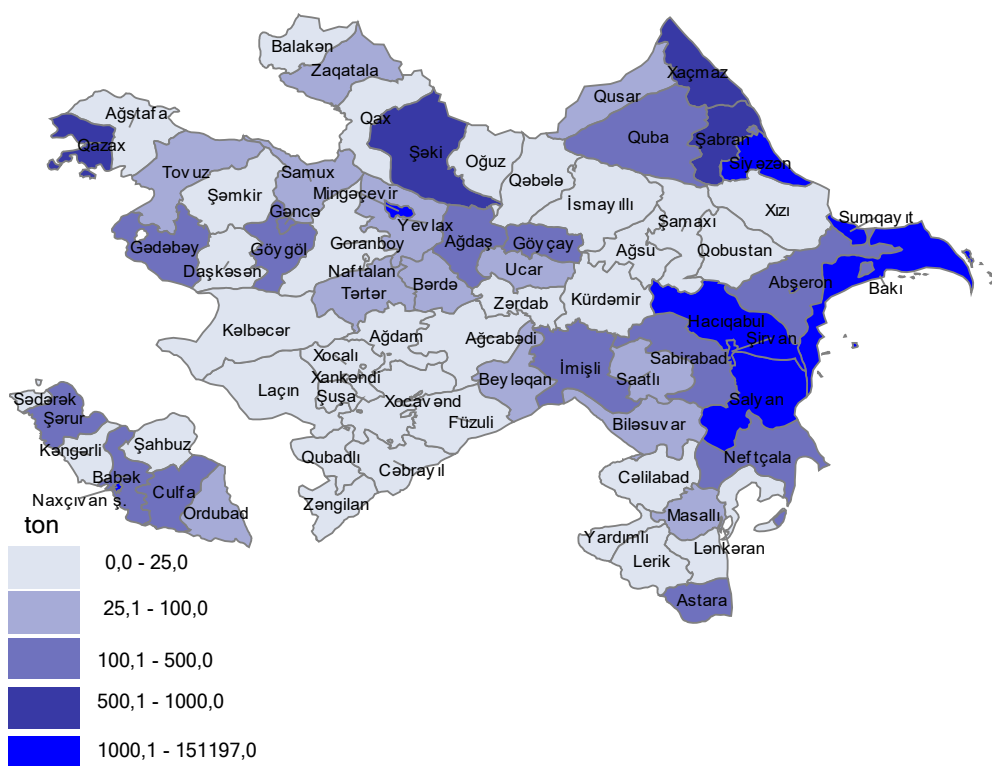 Balakən
Zaqatala
Xaçmaz
Ağstafa
Qax
Qusar
Qazax
Quba
Şabran
Şəki
Oğuz
Siyəzən
Tovuz
Samux
Qəbələ
Şəmkir
Mingəçevir
İsmayıllı
Gəncə
Yevlax
Şamaxı
Xızı
Sumqayıt
Gədəbəy
Göygöl
Goranboy
Ağdaş
Göyçay
Ağsu
Qobustan
Daşkəsən
Naftalan
Ucar
Abşeron
Bakı
Tərtər
Bərdə
Zərdab
Kürdəmir
Hacıqabul
Kəlbəcər
Ağdam
Ağcabədi
Şirvan
Xocalı
Sabirabad
İmişli
Xankəndi
Beyləqan
Saatlı
Laçın
Şuşa
Xocavənd
Salyan
Sədərək
Şərur
Füzuli
Biləsuvar
Şahbuz
Kəngərli
Qubadlı
Neftçala
Cəbrayıl
Babək
Cəlilabad
Naxçıvan ş.
Culfa
Zəngilan
Ordubad
Masallı
Yardımlı
Lənkəran
Lerik
Astara
ton
0,0 - 25,0
25,1 - 100,0
100,1 - 500,0
500,1 - 1000,0
1000,1 - 151197,0